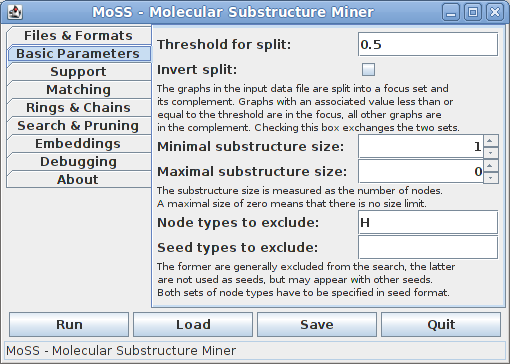 MoSS - Molecular Substructure Miner
Files & Formats
Basic Parameters
Support
Matching
Rings & Chains
Search & Pruning
Embeddings
Debugging
About
Threshold for split: 0.5
Invert split:
The graphs in the input data file are split into a focus set and
its complement. Graphs with an associated value less than or
equal to the threshold are in the focus, all other graphs are
in the complement. Checking this box exchanges the two sets.
Minimal substructure size: 1
Maximal substructure size: 0
The substructure size is measured as the number of nodes.
A maximal size of zero means that there is no size limit.
Node types to exclude: H
Seed types to exclude:
The former are generally excluded from the search, the latter
are not used as seeds, but may appear with other seeds.
Both sets of node types have to be specified in seed format.
Run Load Save Quit
MoSS - Molecular Substructure Miner